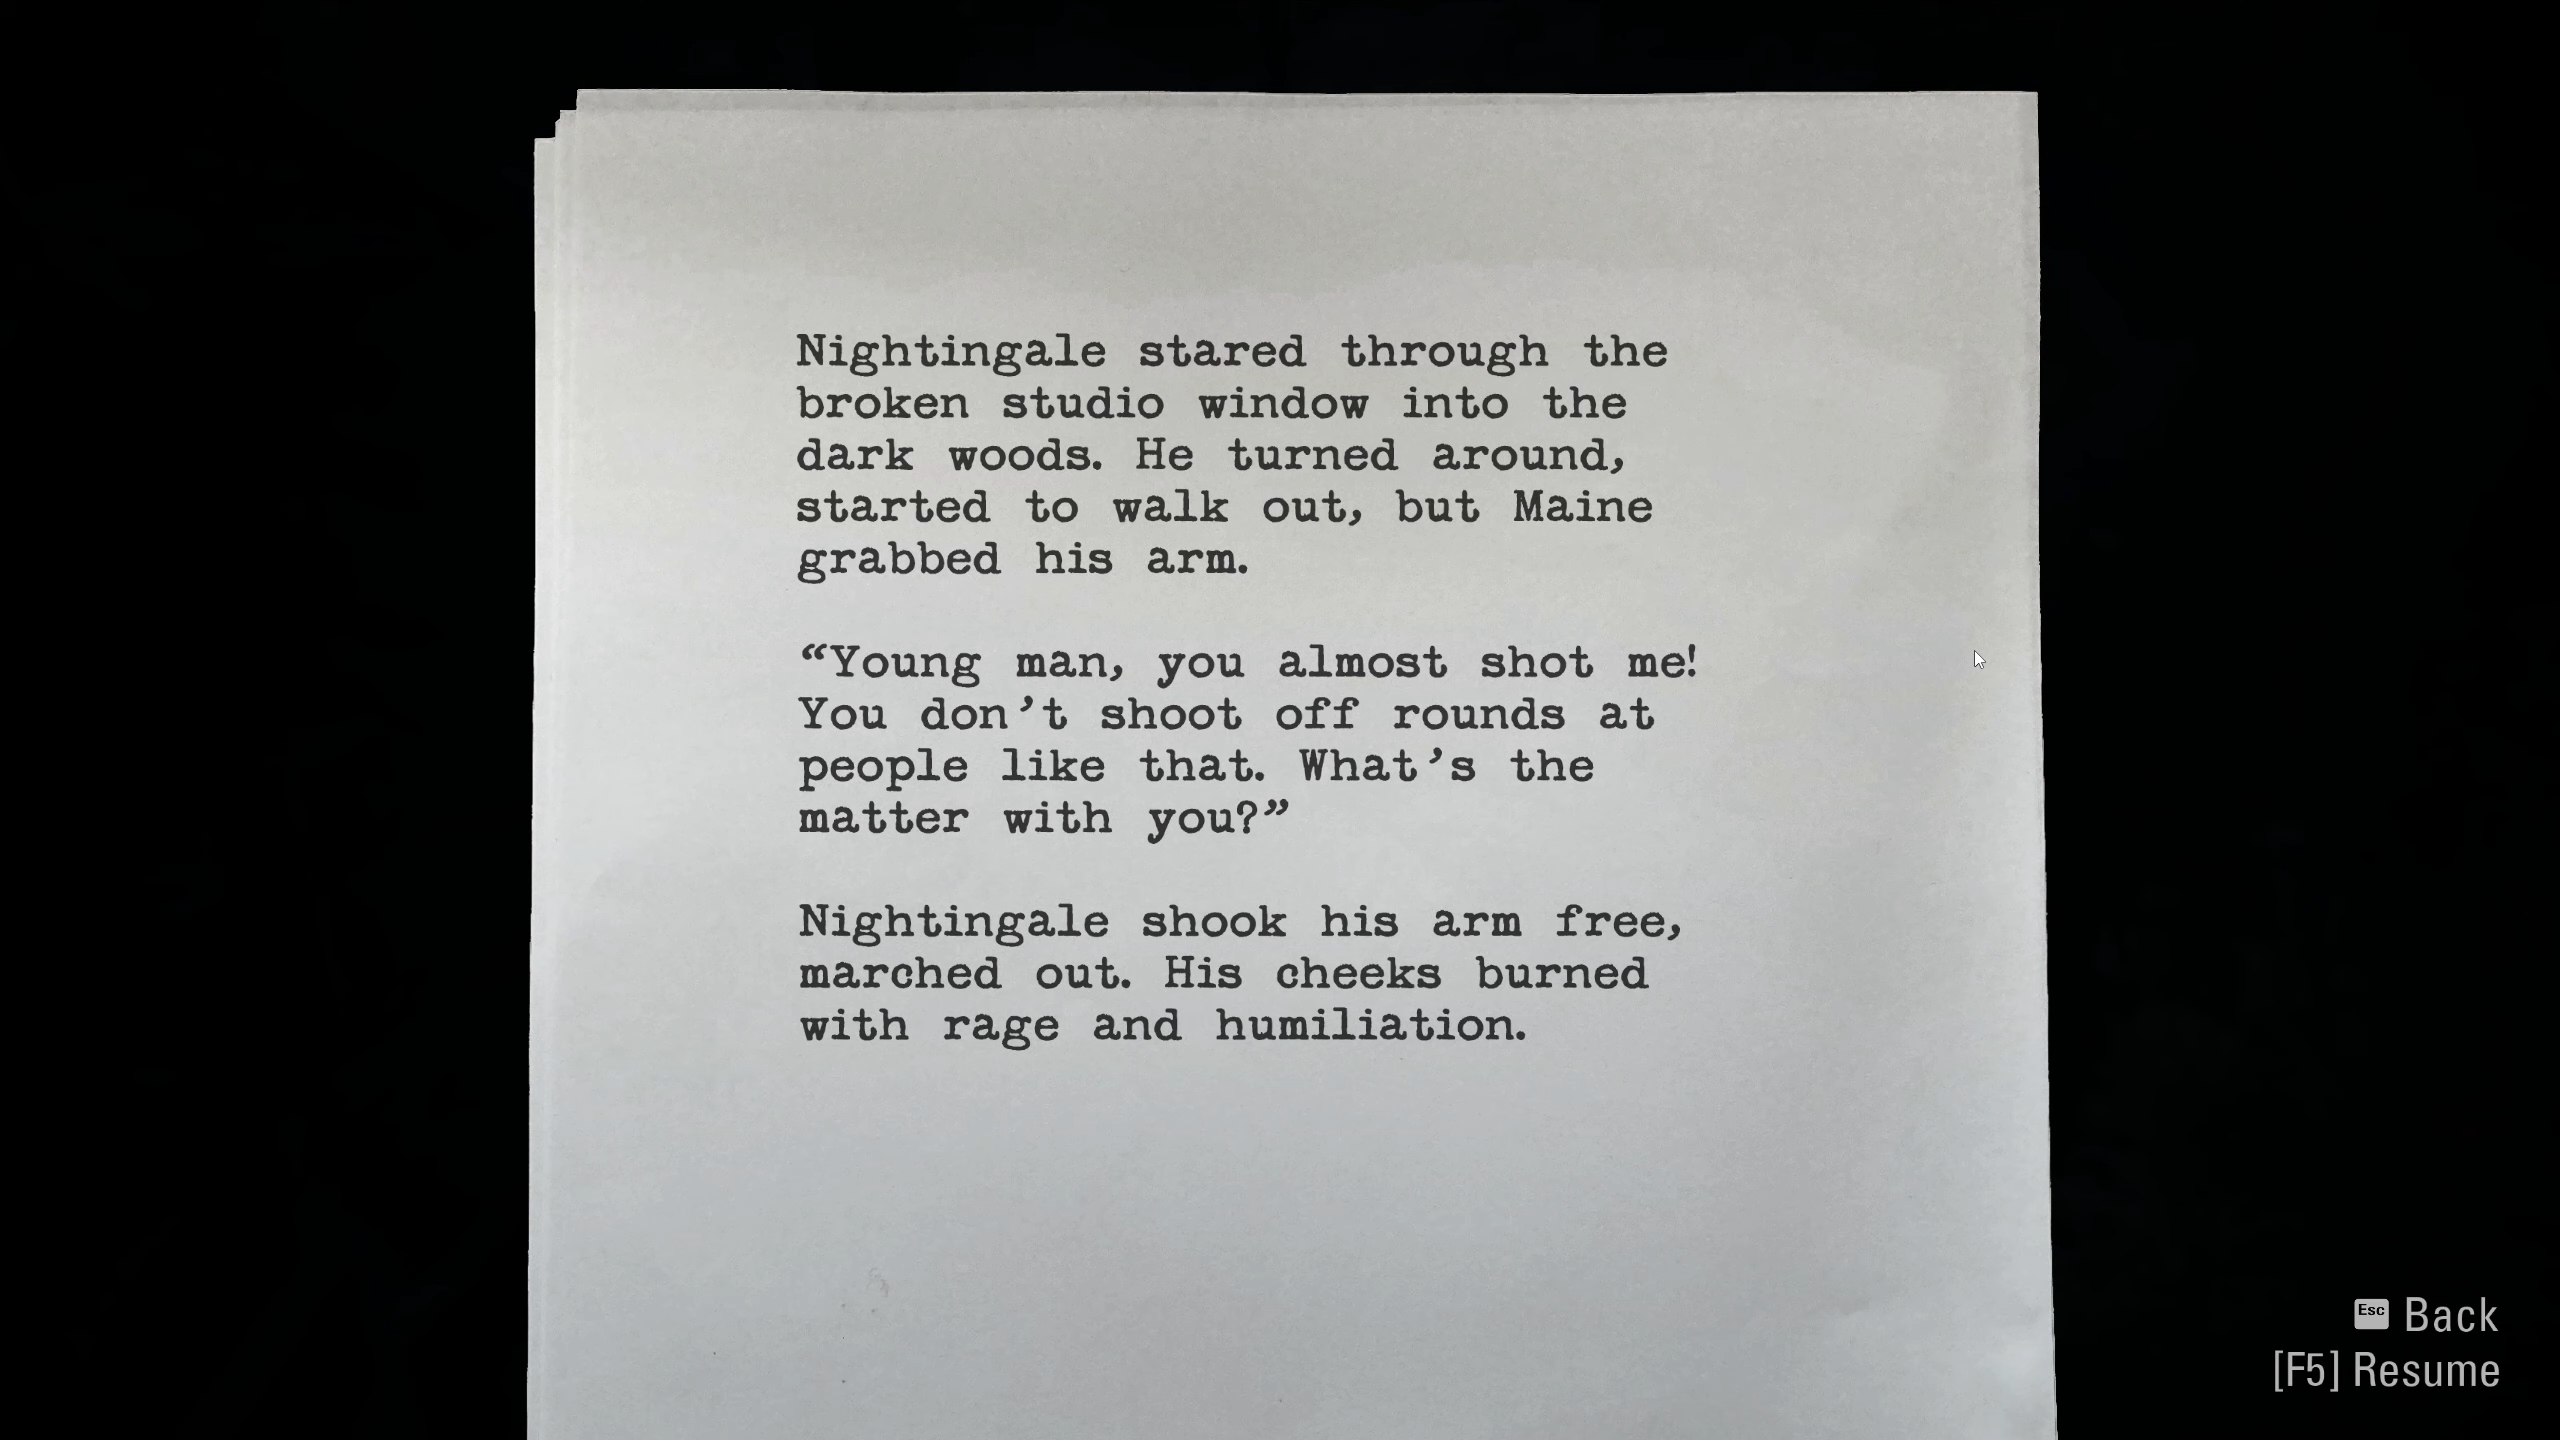 Nightingale stared through the
broken studio window into the
dark woods. He turned around,
started to walk out, but Maine
grabbed his arm.
“Young man, you almost shot me!
You don’t shoot off rounds at
people like that. What’s the
matter with you?”
Nightingale shook his arm free,
marched out. His cheeks burned
with rage and humiliation.
Esc Back
[F5] Resume